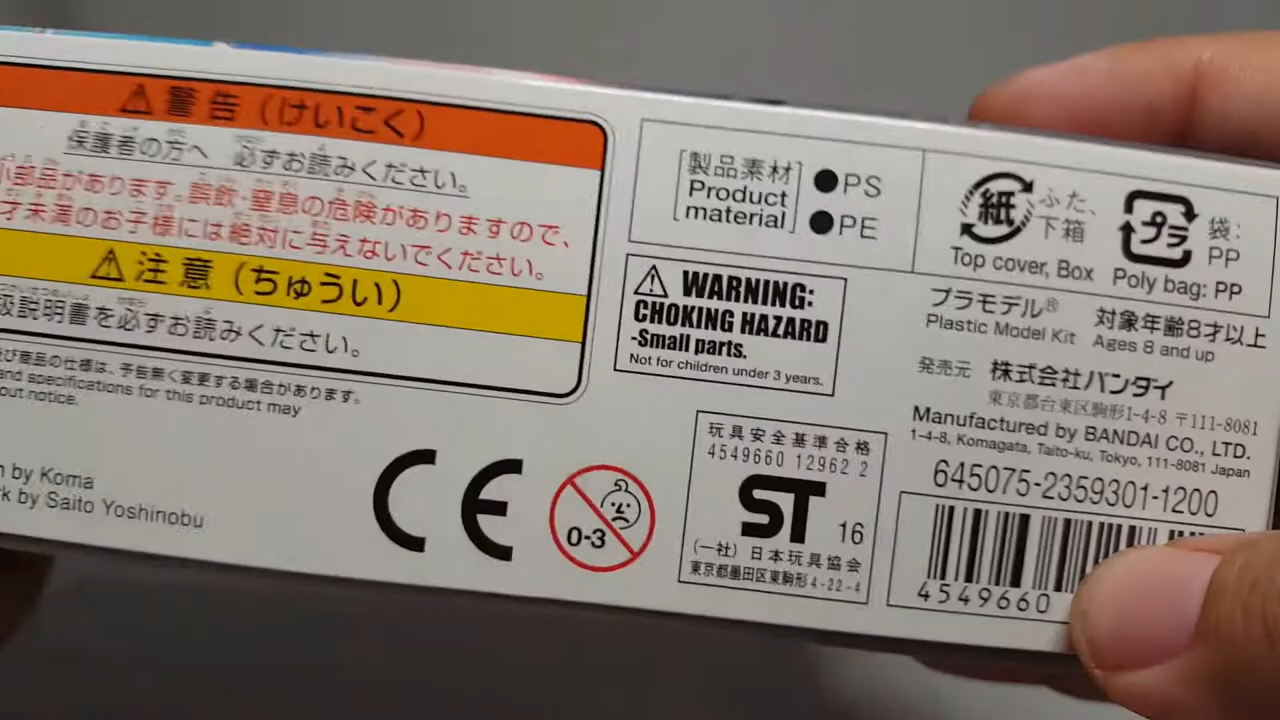 ⚠警告（けいこく）
保護者の方へ 必ずお読みください。
小部品があります。誤飲・窒息の危険がありますので、
才未満のお子様には絶対に与えないでください。
⚠注意（ちゅうい）
扱説明書を必ずお読みください。
び商品の仕様は、予告無く変更する場合があります。
and specifications for this product may
out notice.
by Koma
by Saito Yoshinobu
CE
0-3
[製品素材 Product material]
●PS
●PE
⚠ WARNING:
CHOKING HAZARD
-Small parts.
Not for children under 3 years.
玩具安全基準合格
4549660 12962 2
ST 16
(一社) 日本玩具協会
東京都墨田区東駒形4-22-4
紙 ふた、下箱
Top cover, Box
プラ 袋:PP
Poly bag: PP
プラモデル® 対象年齢8才以上
Plastic Model Kit Ages 8 and up
発売元 株式会社バンダイ
東京都台東区駒形1-4-8 〒111-8081
Manufactured by BANDAI CO., LTD.
1-4-8, Komagata, Taito-ku, Tokyo, 111-8081 Japan
645075-2359301-1200
4549660